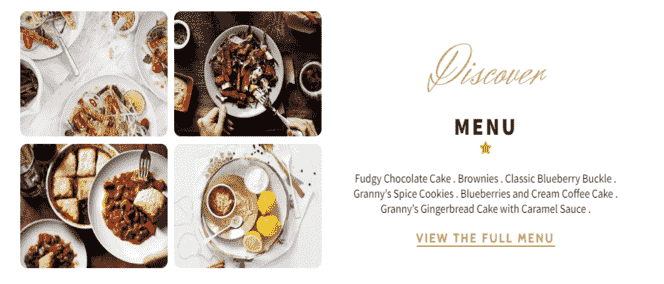 Discover
MENU
Fudgy Chocolate Cake . Brownies . Classic Blueberry Buckle .
Granny's Spice Cookies . Blueberries and Cream Coffee Cake .
Granny's Gingerbread Cake with Caramel Sauce .
VIEW THE FULL MENU